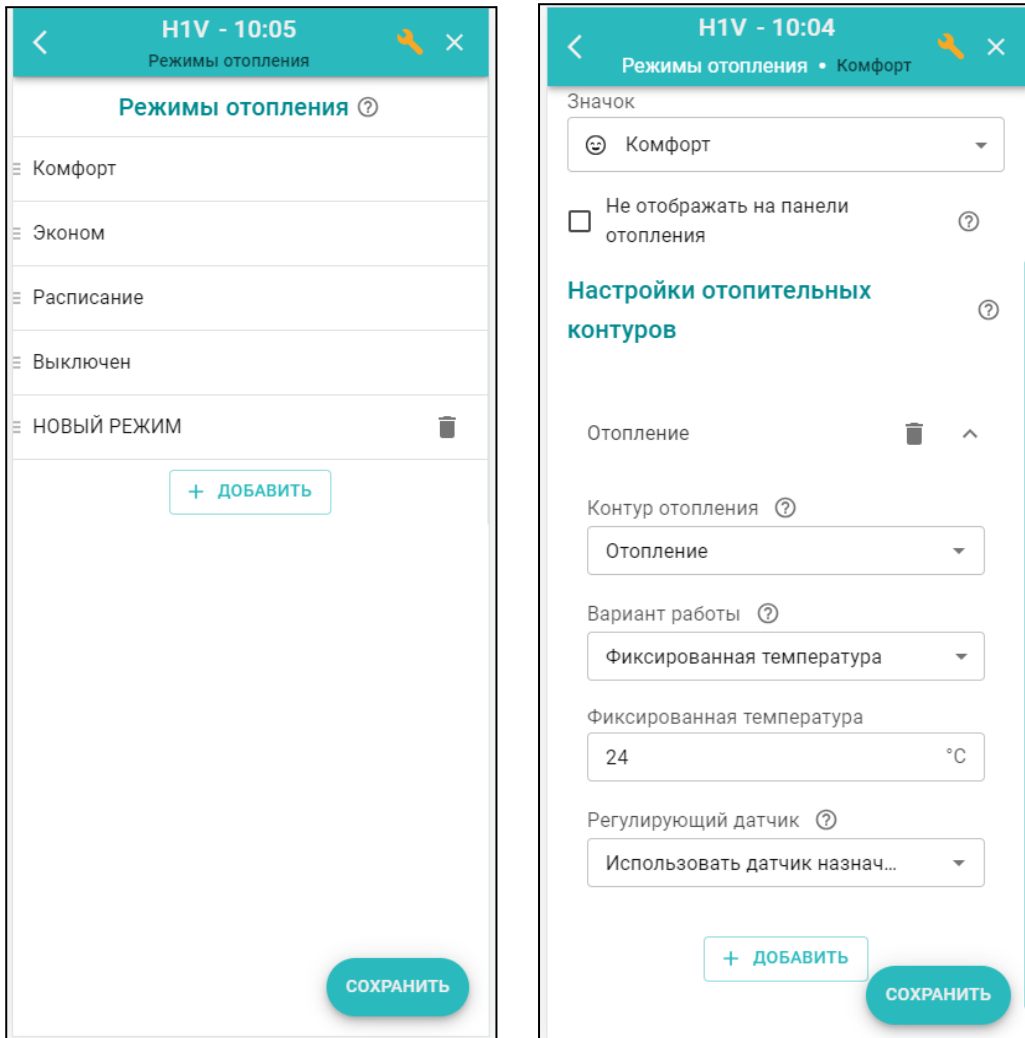 H1V - 10:05
Режимы отопления
Режимы отопления
Комфорт
Эконом
Расписание
Выключен
НОВЫЙ РЕЖИМ
+ ДОБАВИТЬ
СОХРАНИТЬ
H1V - 10:04
Режимы отопления • Комфорт
Значок
Комфорт
Не отображать на панели
отопления
Настройки отопительных
контуров
Отопление
Контур отопления
Отопление
Вариант работы
Фиксированная температура
Фиксированная температура
24 °C
Регулирующий датчик
Использовать датчик назнач...
+ ДОБАВИТЬ
СОХРАНИТЬ